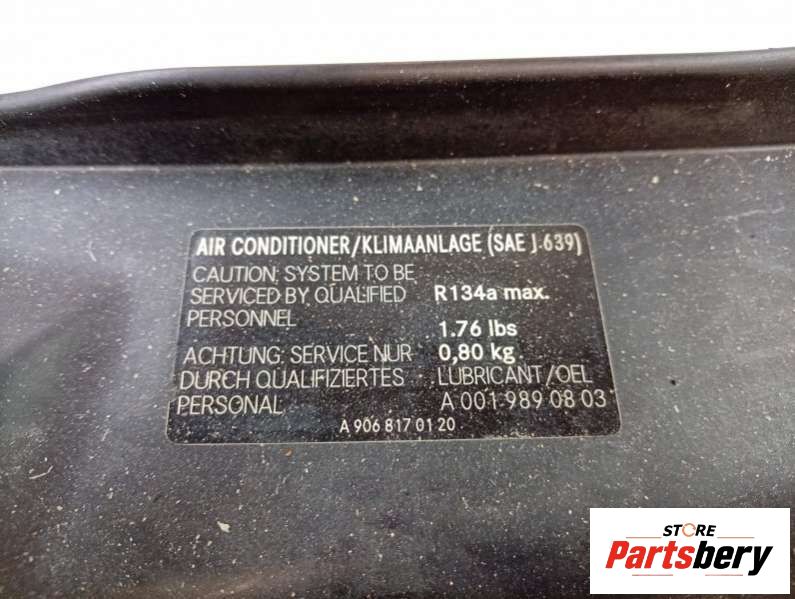 AIR CONDITIONER/KLIMAANLAGE (SAE J-639)
CAUTION; SYSTEM TO BE
SERVICED BY QUALIFIED
PERSONNEL
R134a max.
1.76 lbs
0,80 kg
ACHTUNG: SERVICE NUR
DURCH QUALIFIZIERTES
PERSONAL
LUBRICANT/OEL
A 001 989 08 03
A 906 817 01 20
STORE
Partsbery